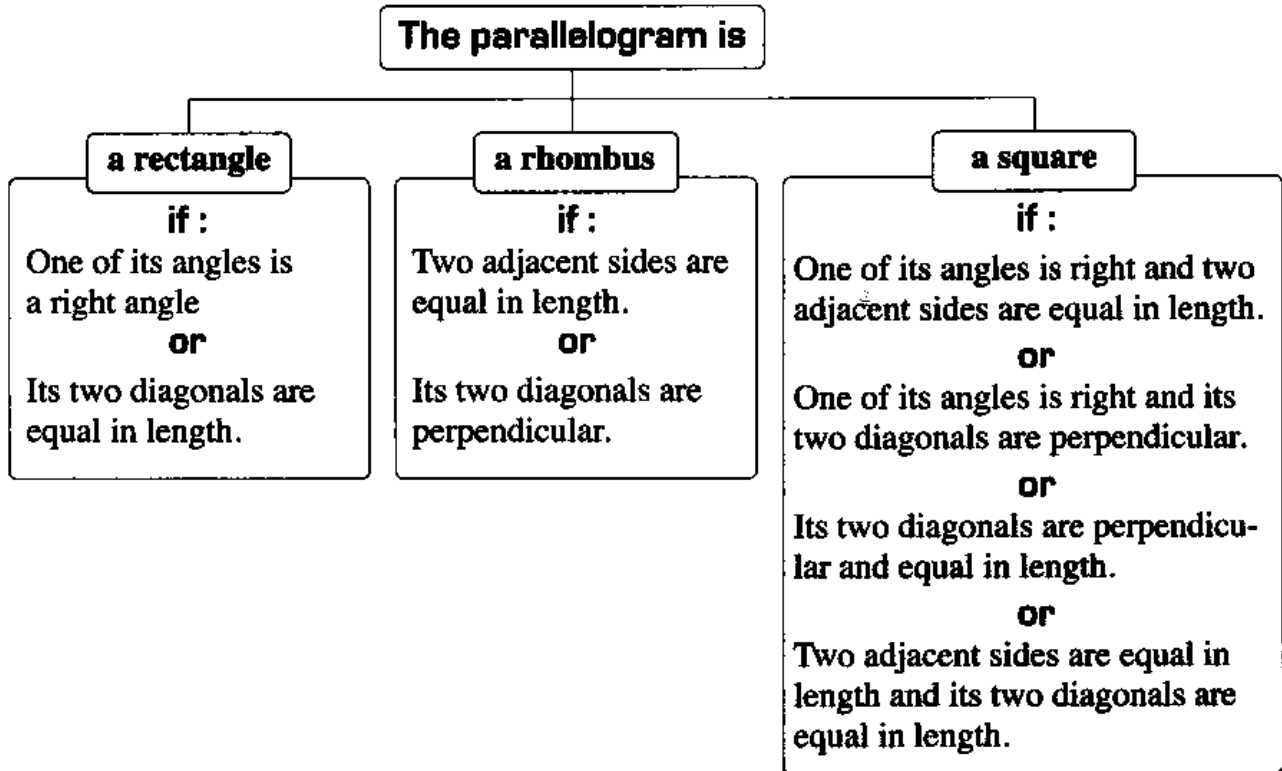 The parallelogram is
a rectangle
if :
One of its angles is
a right angle
or
Its two diagonals are
equal in length.
a rhombus
if :
Two adjacent sides are
equal in length.
or
Its two diagonals are
perpendicular.
a square
if :
One of its angles is right and two
adjacent sides are equal in length.
or
One of its angles is right and its
two diagonals are perpendicular.
or
Its two diagonals are perpendicu-
lar and equal in length.
or
Two adjacent sides are equal in
length and its two diagonals are
equal in length.